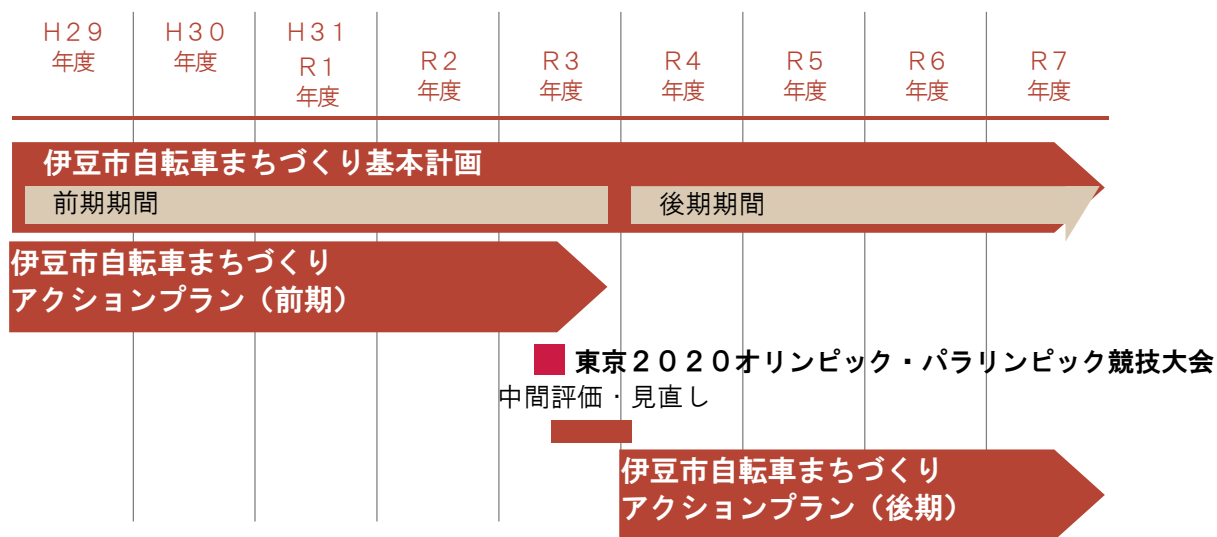 Ｈ２９
年度
Ｈ３０
年度
Ｈ３１
Ｒ１
年度
Ｒ２
年度
Ｒ３
年度
Ｒ４
年度
Ｒ５
年度
Ｒ６
年度
Ｒ７
年度
伊豆市自転車まちづくり基本計画
前期期間
後期期間
伊豆市自転車まちづくり
アクションプラン（前期）
東京２０２０オリンピック・パラリンピック競技大会
中間評価・見直し
伊豆市自転車まちづくり
アクションプラン（後期）